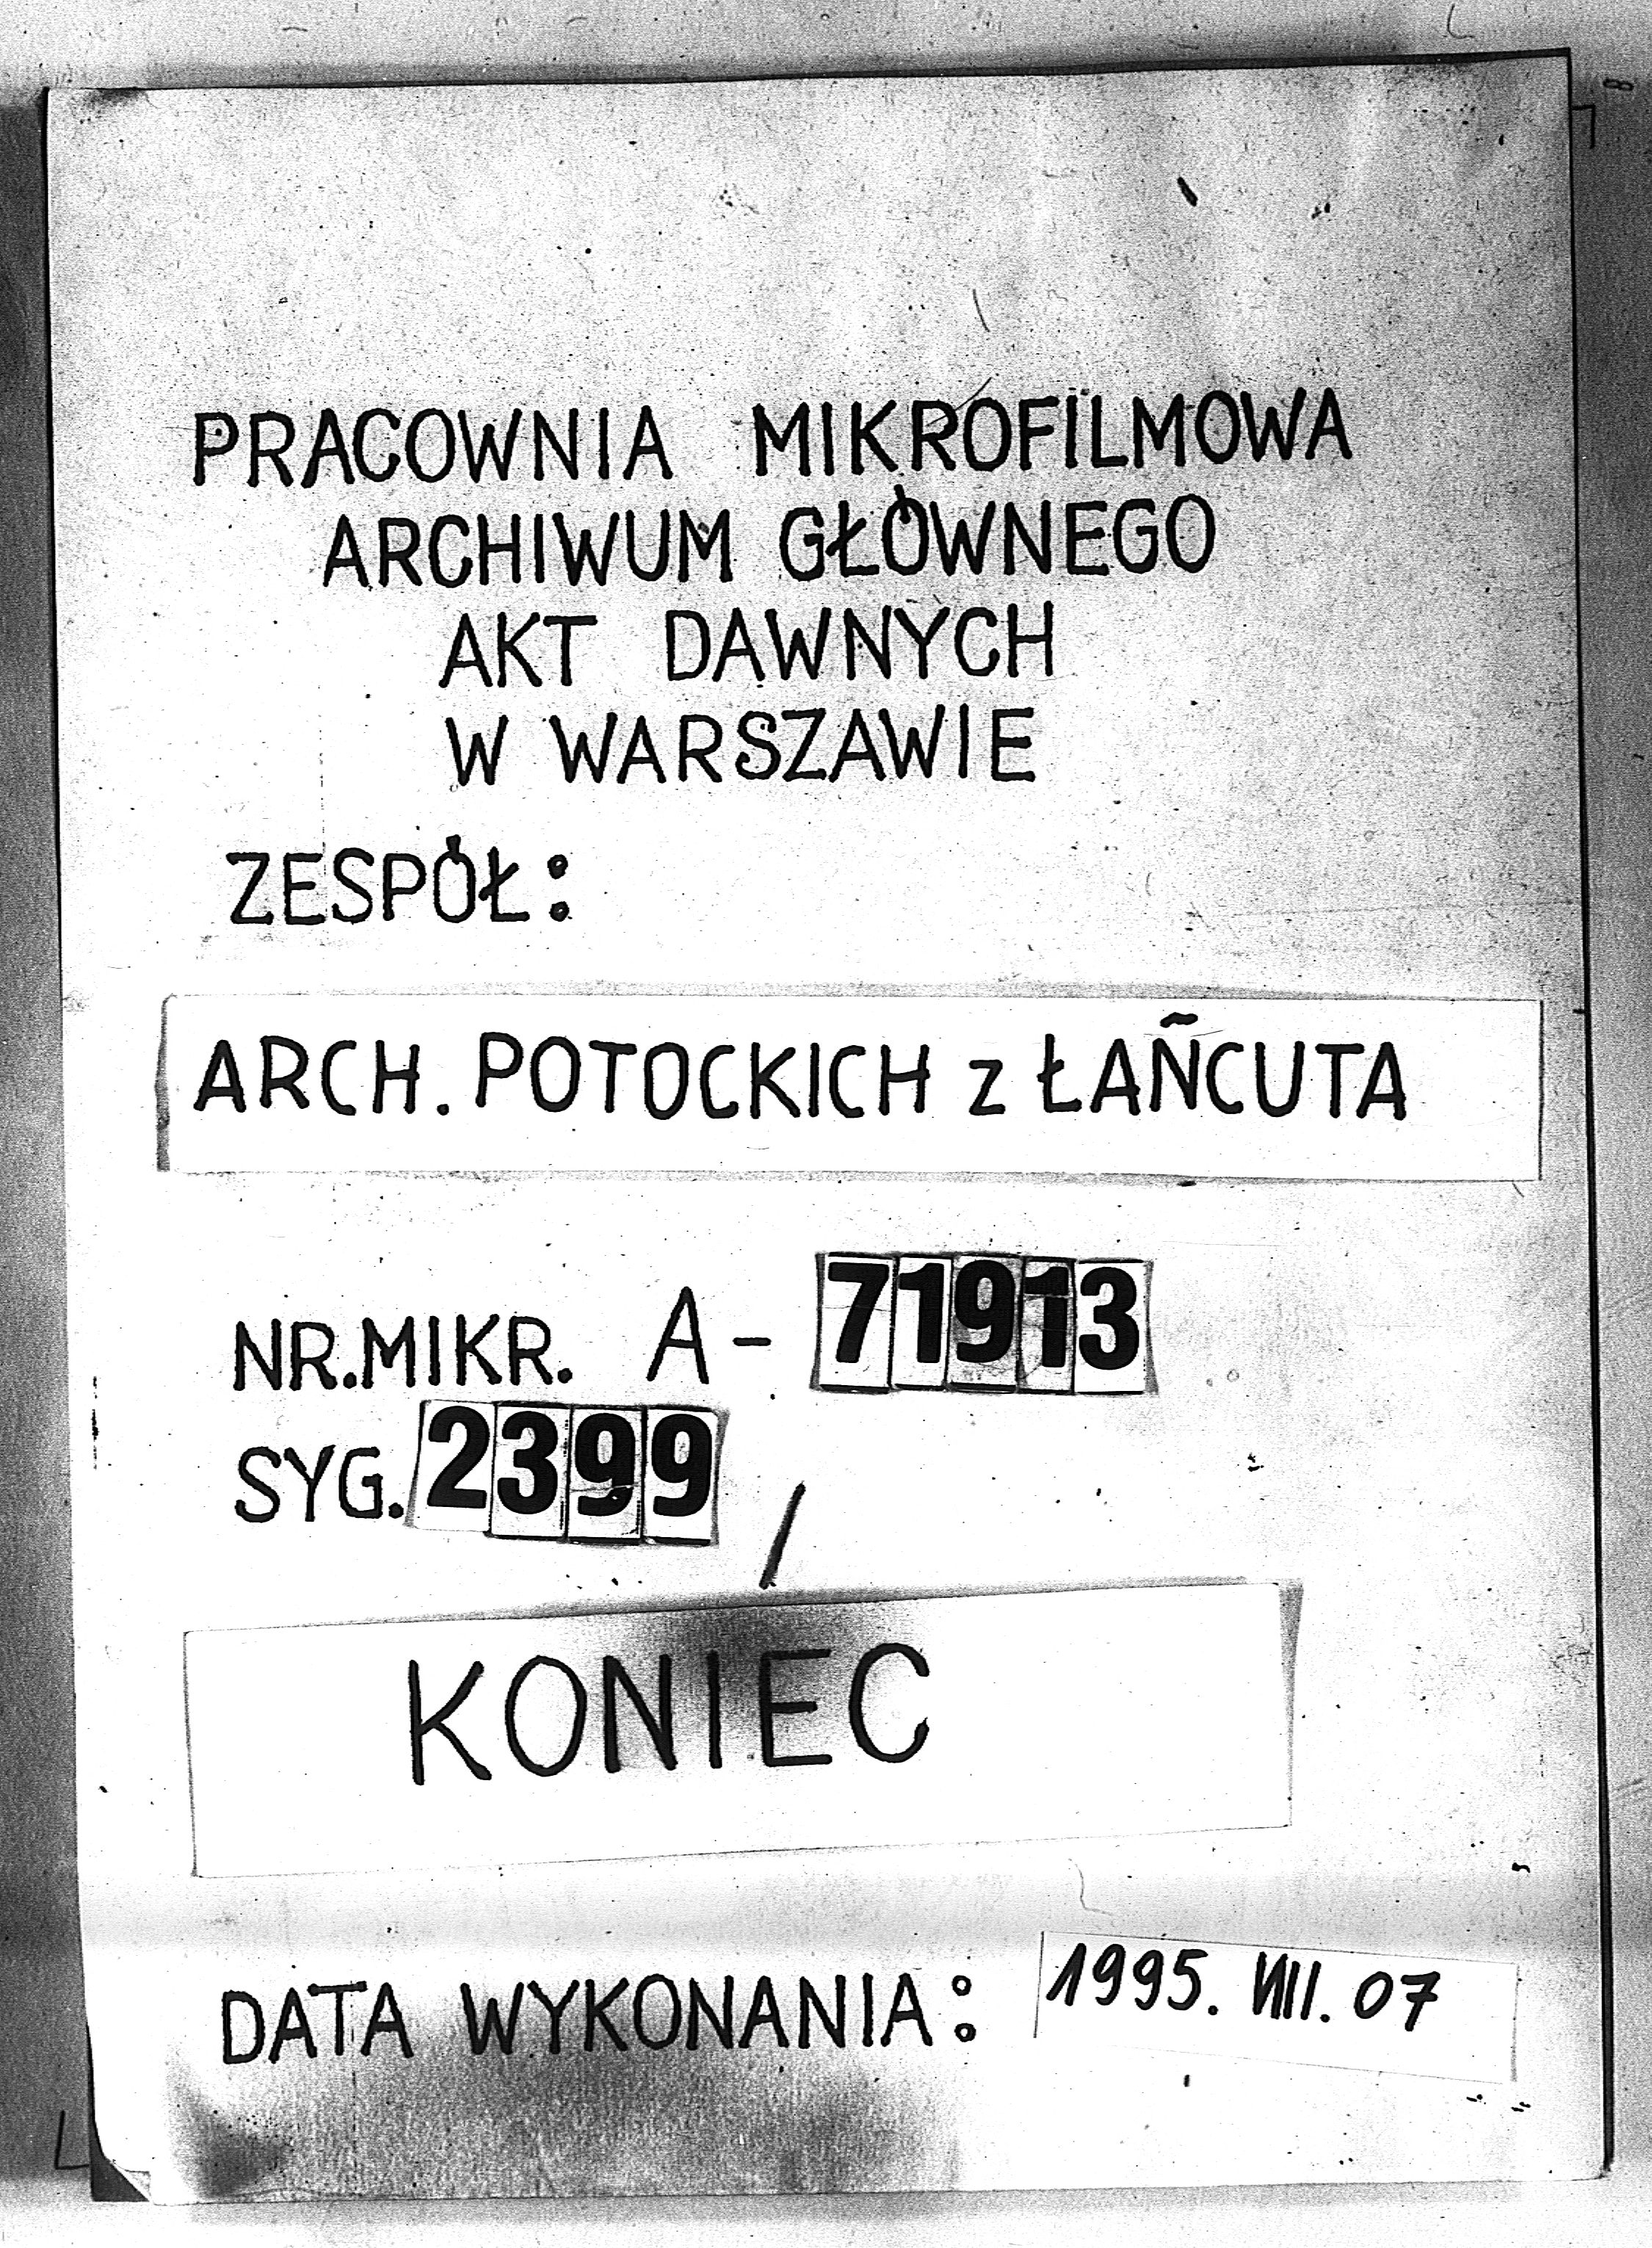 PRACOWNIA MIKROFILMOWA
ARCHIWUM GŁÓWNEGO
AKT DAWNYCH
W WARSZAWIE
ZESPÓŁ:
ARCH. POTOCKICH z ŁAŃCUTA
NR.MIKR. A- 71913
SYG. 2399 /
KONIEC
DATA WYKONANIA: 1995. VIII. 07